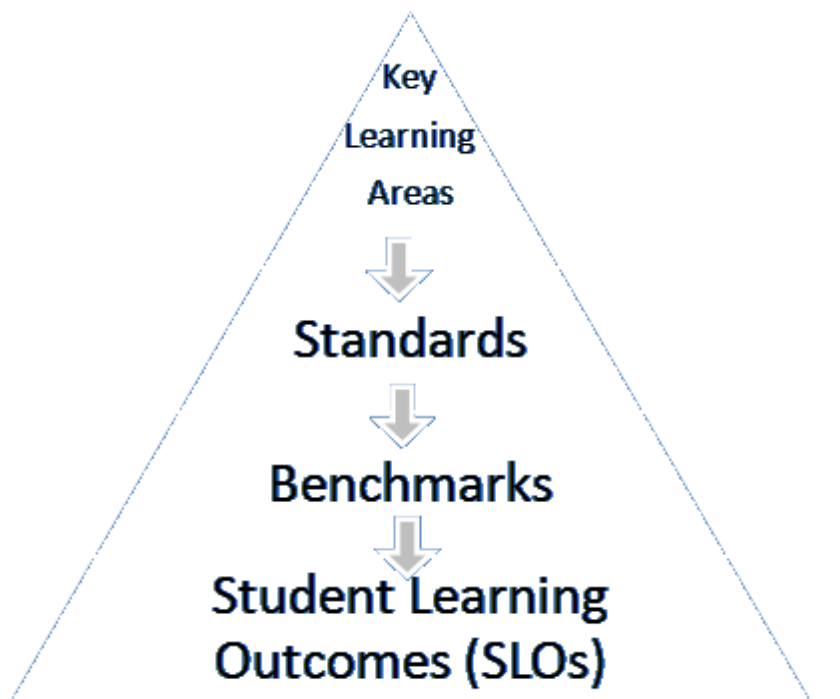 Key
Learning
Areas
Standards
Benchmarks
Student Learning
Outcomes (SLOs)